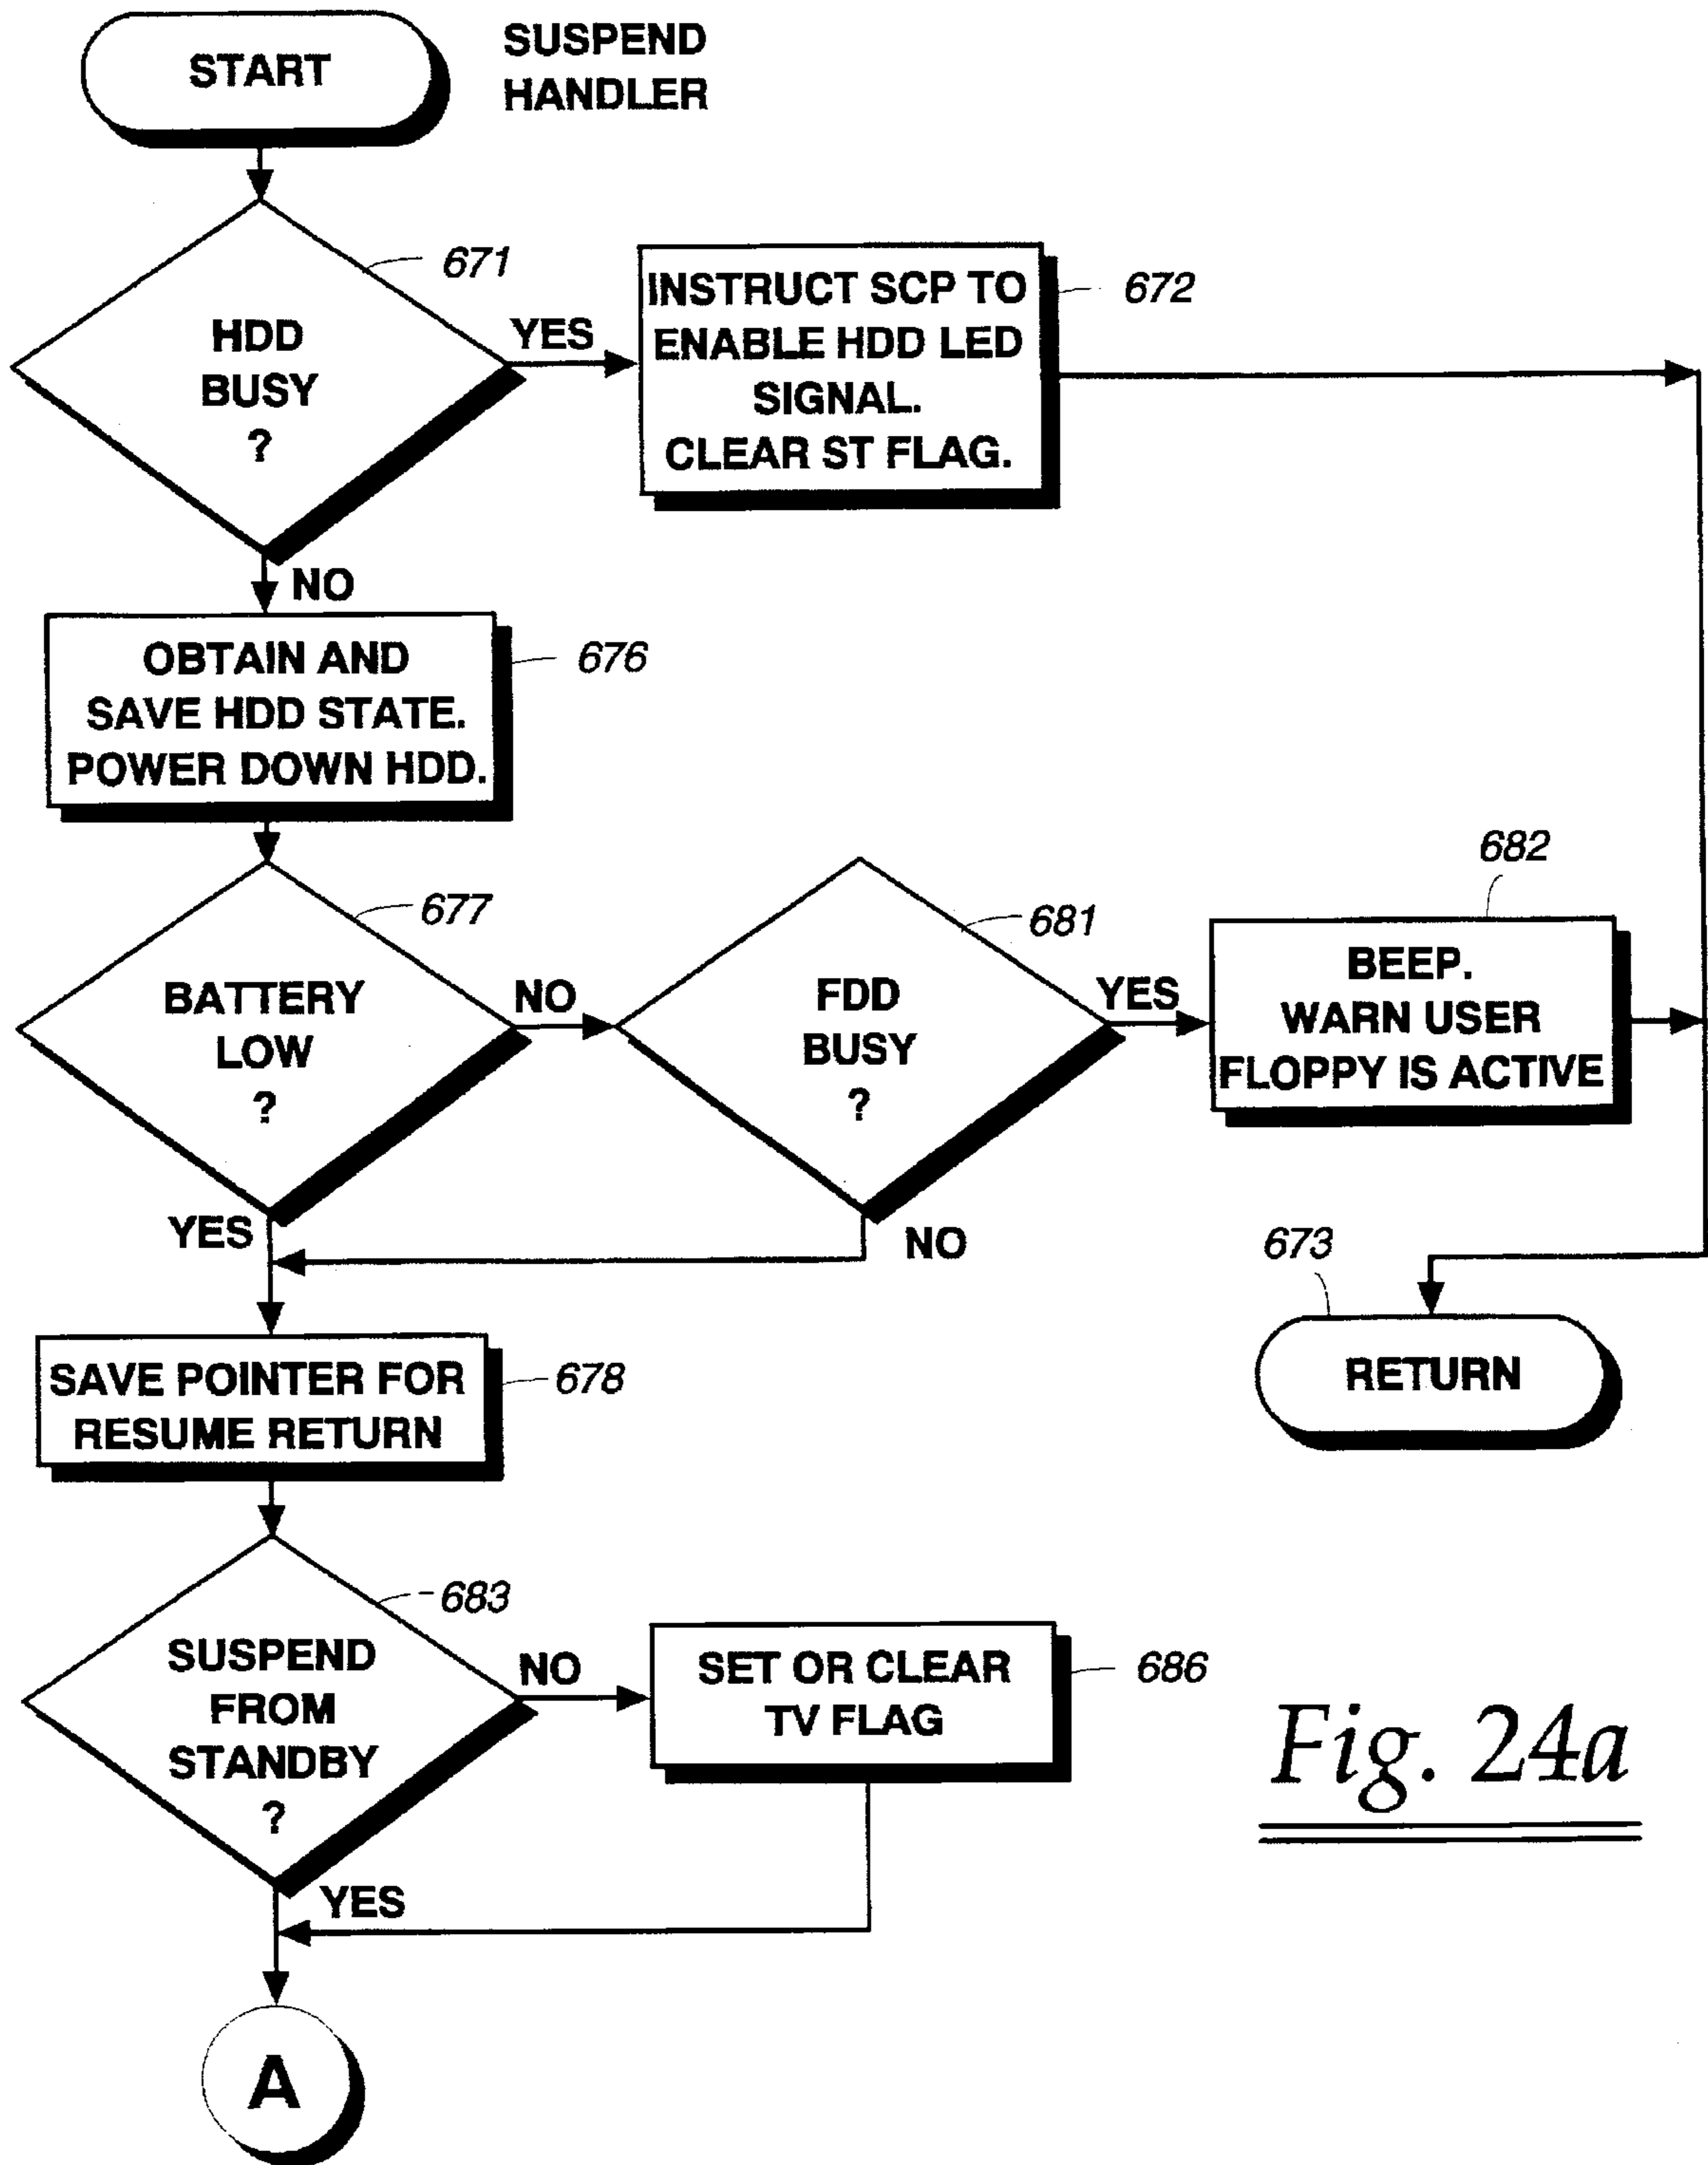 START
SUSPEND
HANDLER
671
HDD
BUSY
?
YES
INSTRUCT SCP TO
ENABLE HDD LED
SIGNAL.
CLEAR ST FLAG.
672
NO
OBTAIN AND
SAVE HDD STATE.
POWER DOWN HDD.
676
677
BATTERY
LOW
?
NO
681
FDD
BUSY
?
YES
682
BEEP.
WARN USER
FLOPPY IS ACTIVE
YES
NO
673
RETURN
SAVE POINTER FOR
RESUME RETURN
678
683
SUSPEND
FROM
STANDBY
?
NO
SET OR CLEAR
TV FLAG
686
YES
A
Fig. 24a